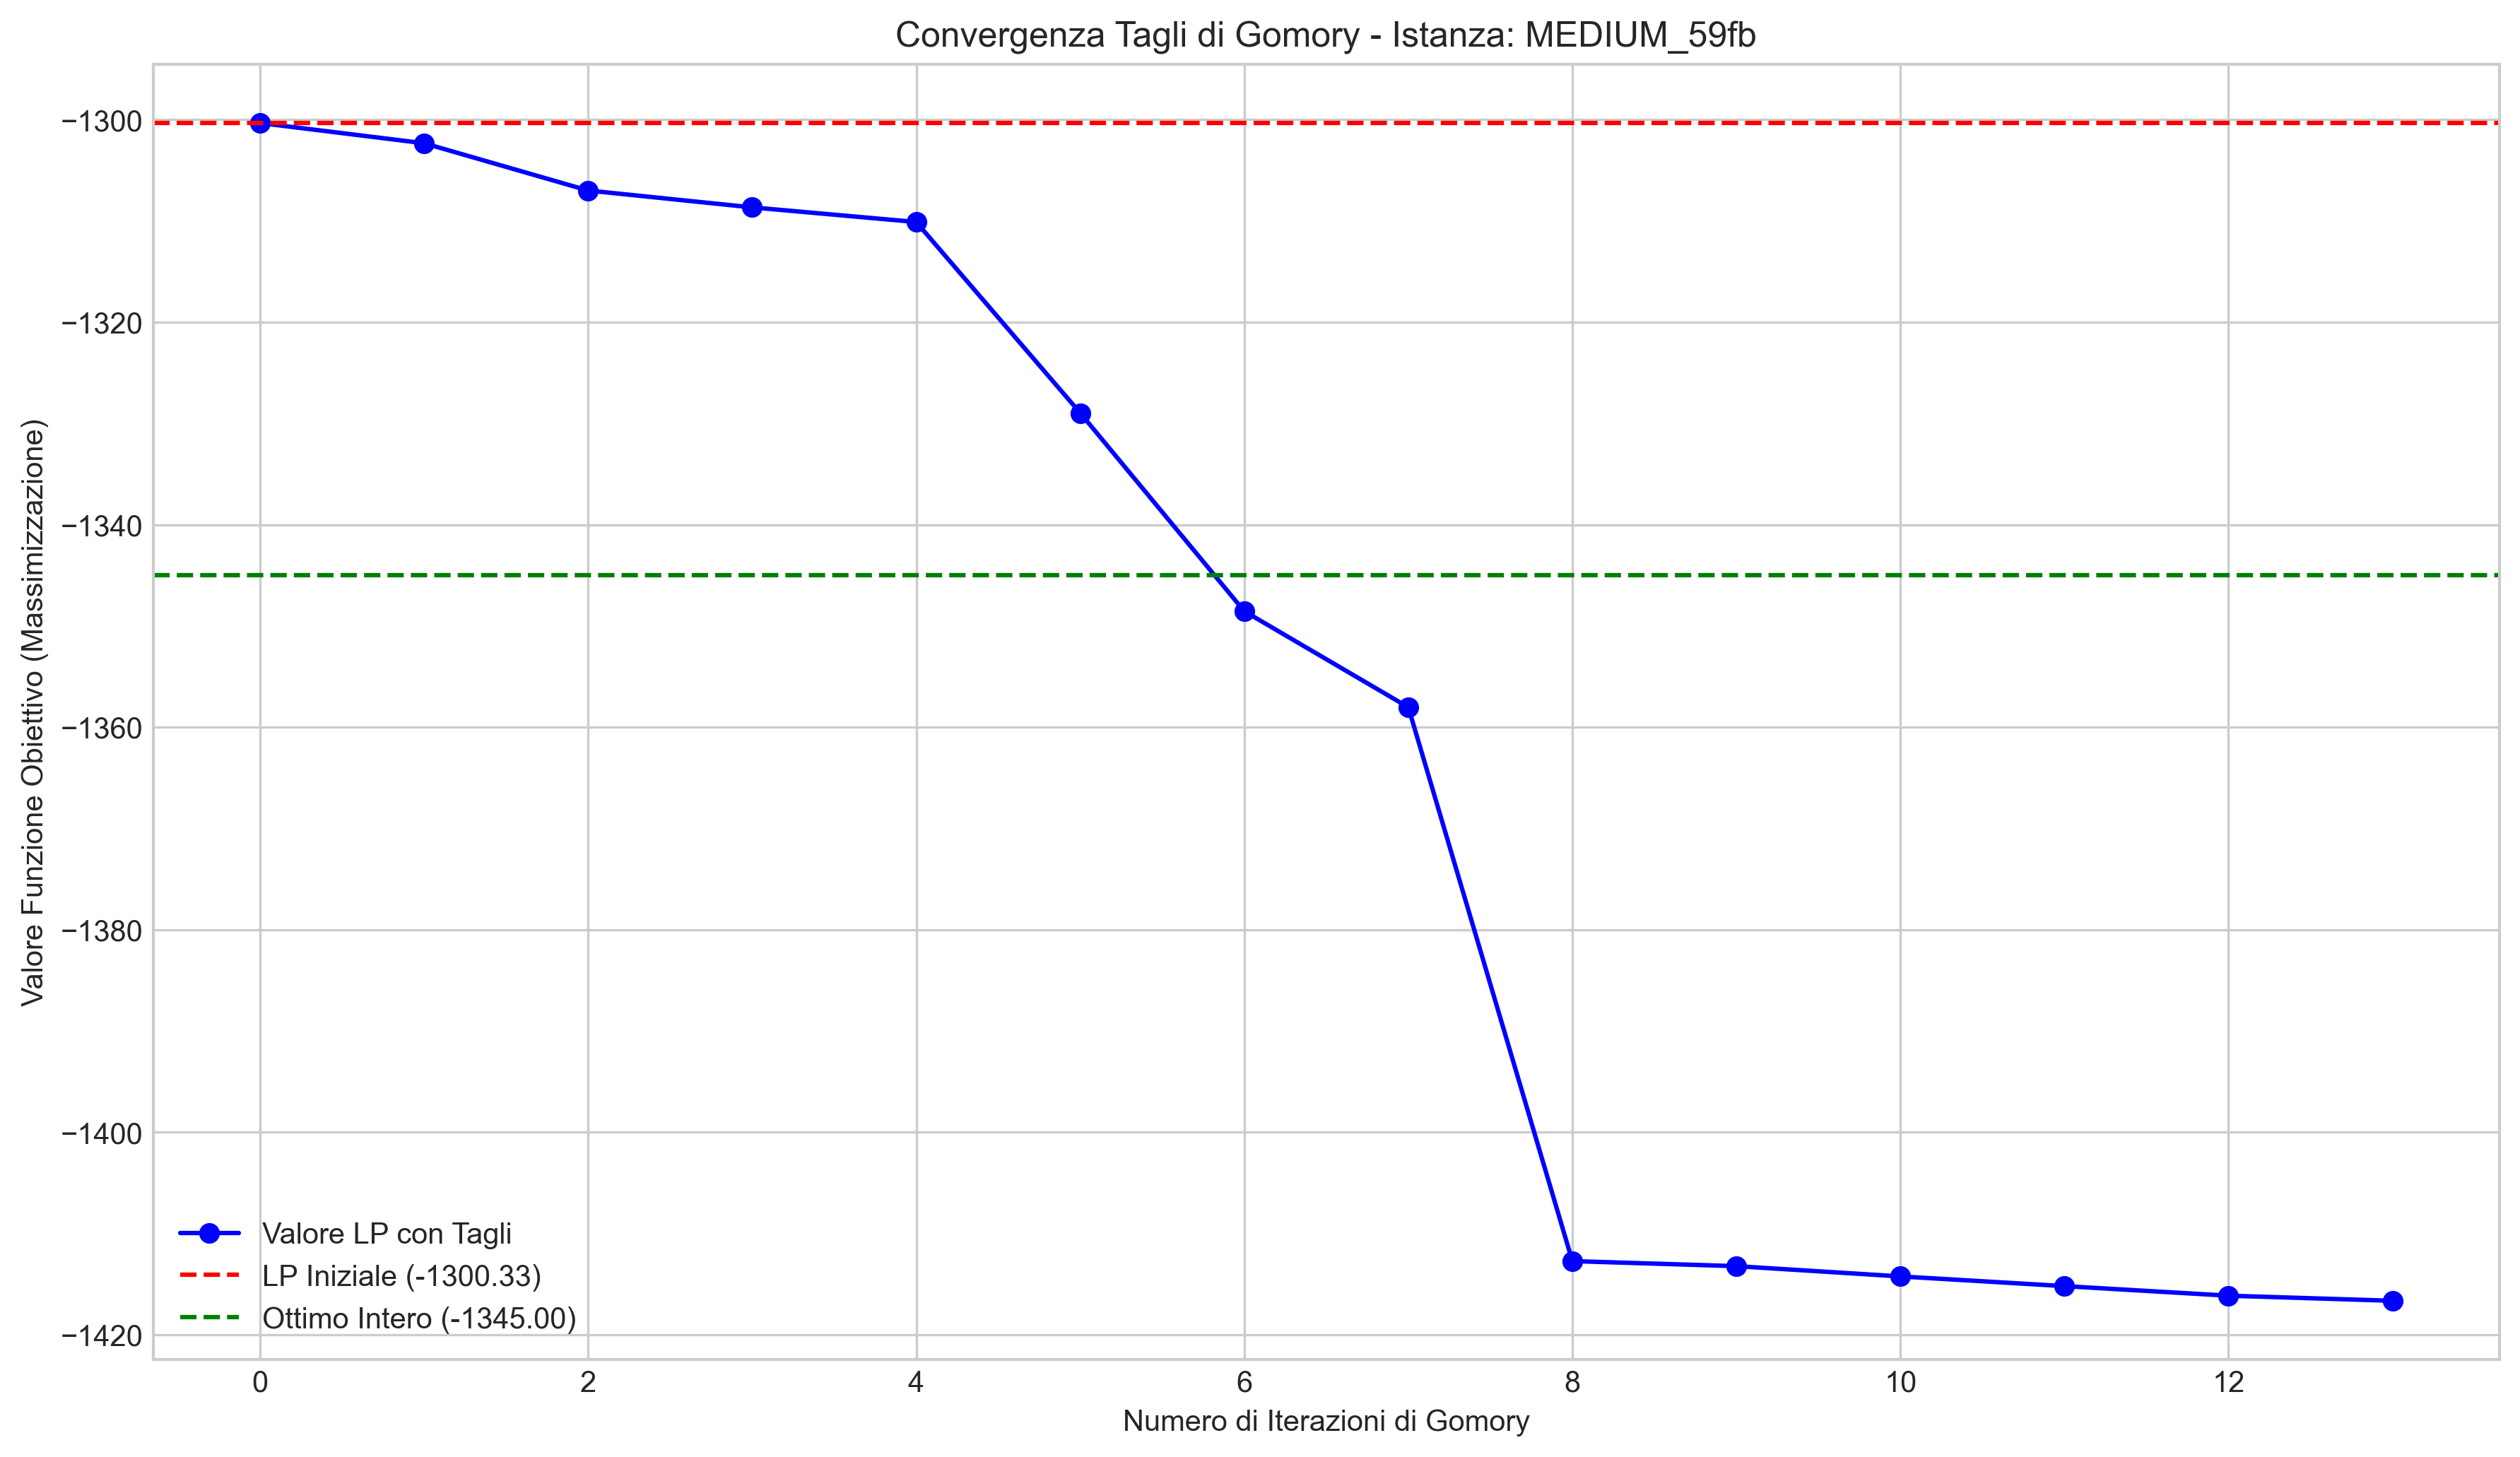 Convergenza Tagli di Gomory - Istanza: MEDIUM_59fb
Valore Funzione Obiettivo (Massimizzazione)
−1300
−1320
−1340
−1360
−1380
−1400
−1420
Valore LP con Tagli
LP Iniziale (-1300.33)
Ottimo Intero (-1345.00)
0 2 4 6 8 10 12
Numero di Iterazioni di Gomory